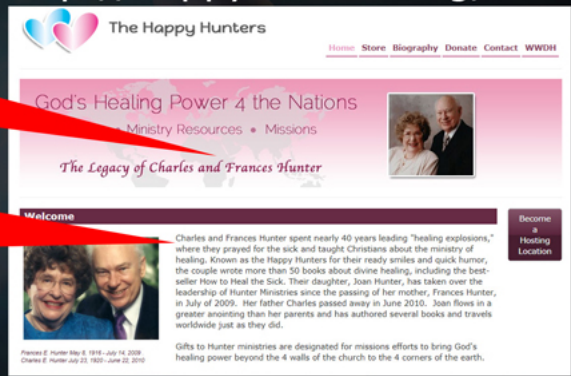 The Happy Hunters
Home Store Biography Donate Contact WWDH
God's Healing Power 4 the Nations
• Ministry Resources • Missions
The Legacy of Charles and Frances Hunter
Welcome
Charles and Frances Hunter spent nearly 40 years leading "healing explosions,"
where they prayed for the sick and taught Christians about the ministry of
healing. Known as the Happy Hunters for their ready smiles and quick humor,
the couple wrote more than 50 books about divine healing, including the best-
seller How to Heal the Sick. Their daughter, Joan Hunter, has taken over the
leadership of Hunter Ministries since the passing of her mother, Frances Hunter,
in July of 2009. Her father Charles passed away in June 2010. Joan flows in a
greater anointing than her parents and has authored several books and travels
worldwide just as they did.
Gifts to Hunter ministries are designated for missions efforts to bring God's
healing power beyond the 4 walls of the church to the 4 corners of the earth.
Become
a
Hosting
Location
Frances E. Hunter May 8, 1916 - July 14, 2009
Charles E. Hunter July 23, 1920 - June 22, 2010